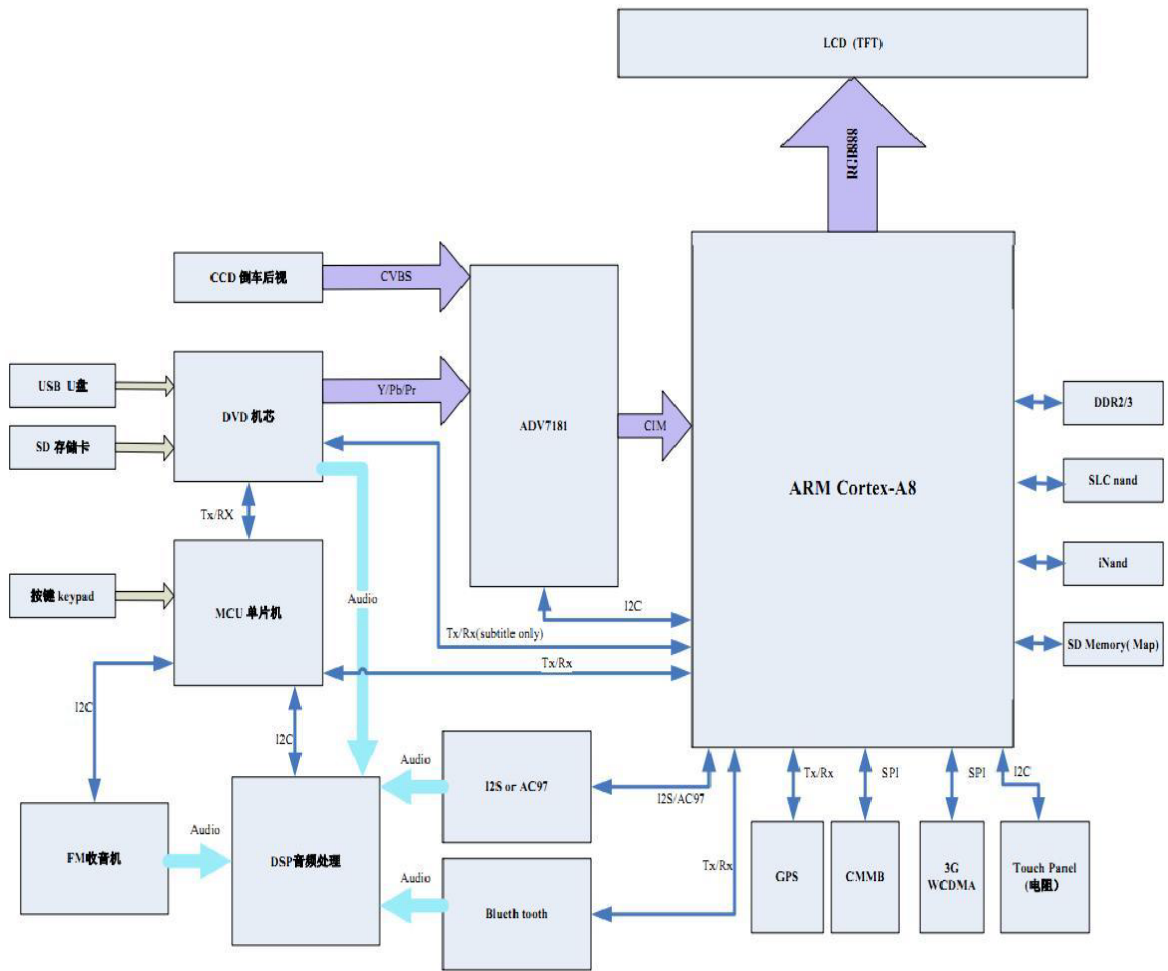 LCD (TFT)
RGB888
CCD 倒车后视
CVBS
USB U盘
SD 存储卡
DVD 机芯
Y/Pb/Pr
ADV7181
CIM
ARM Cortex-A8
DDR2/3
SLC nand
iNand
SD Memory( Map)
Tx/RX
按键 keypad
MCU 单片机
Audio
I2C
Tx/Rx(subtitle only)
Tx/Rx
I2C
I2C
Audio
I2S or AC97
I2S/AC97
Tx/Rx
SPI
SPI
I2C
FM收音机
Audio
DSP音频处理
Audio
Blueth tooth
Tx/Rx
GPS
CMMB
3G
WCDMA
Touch Panel
(电阻）